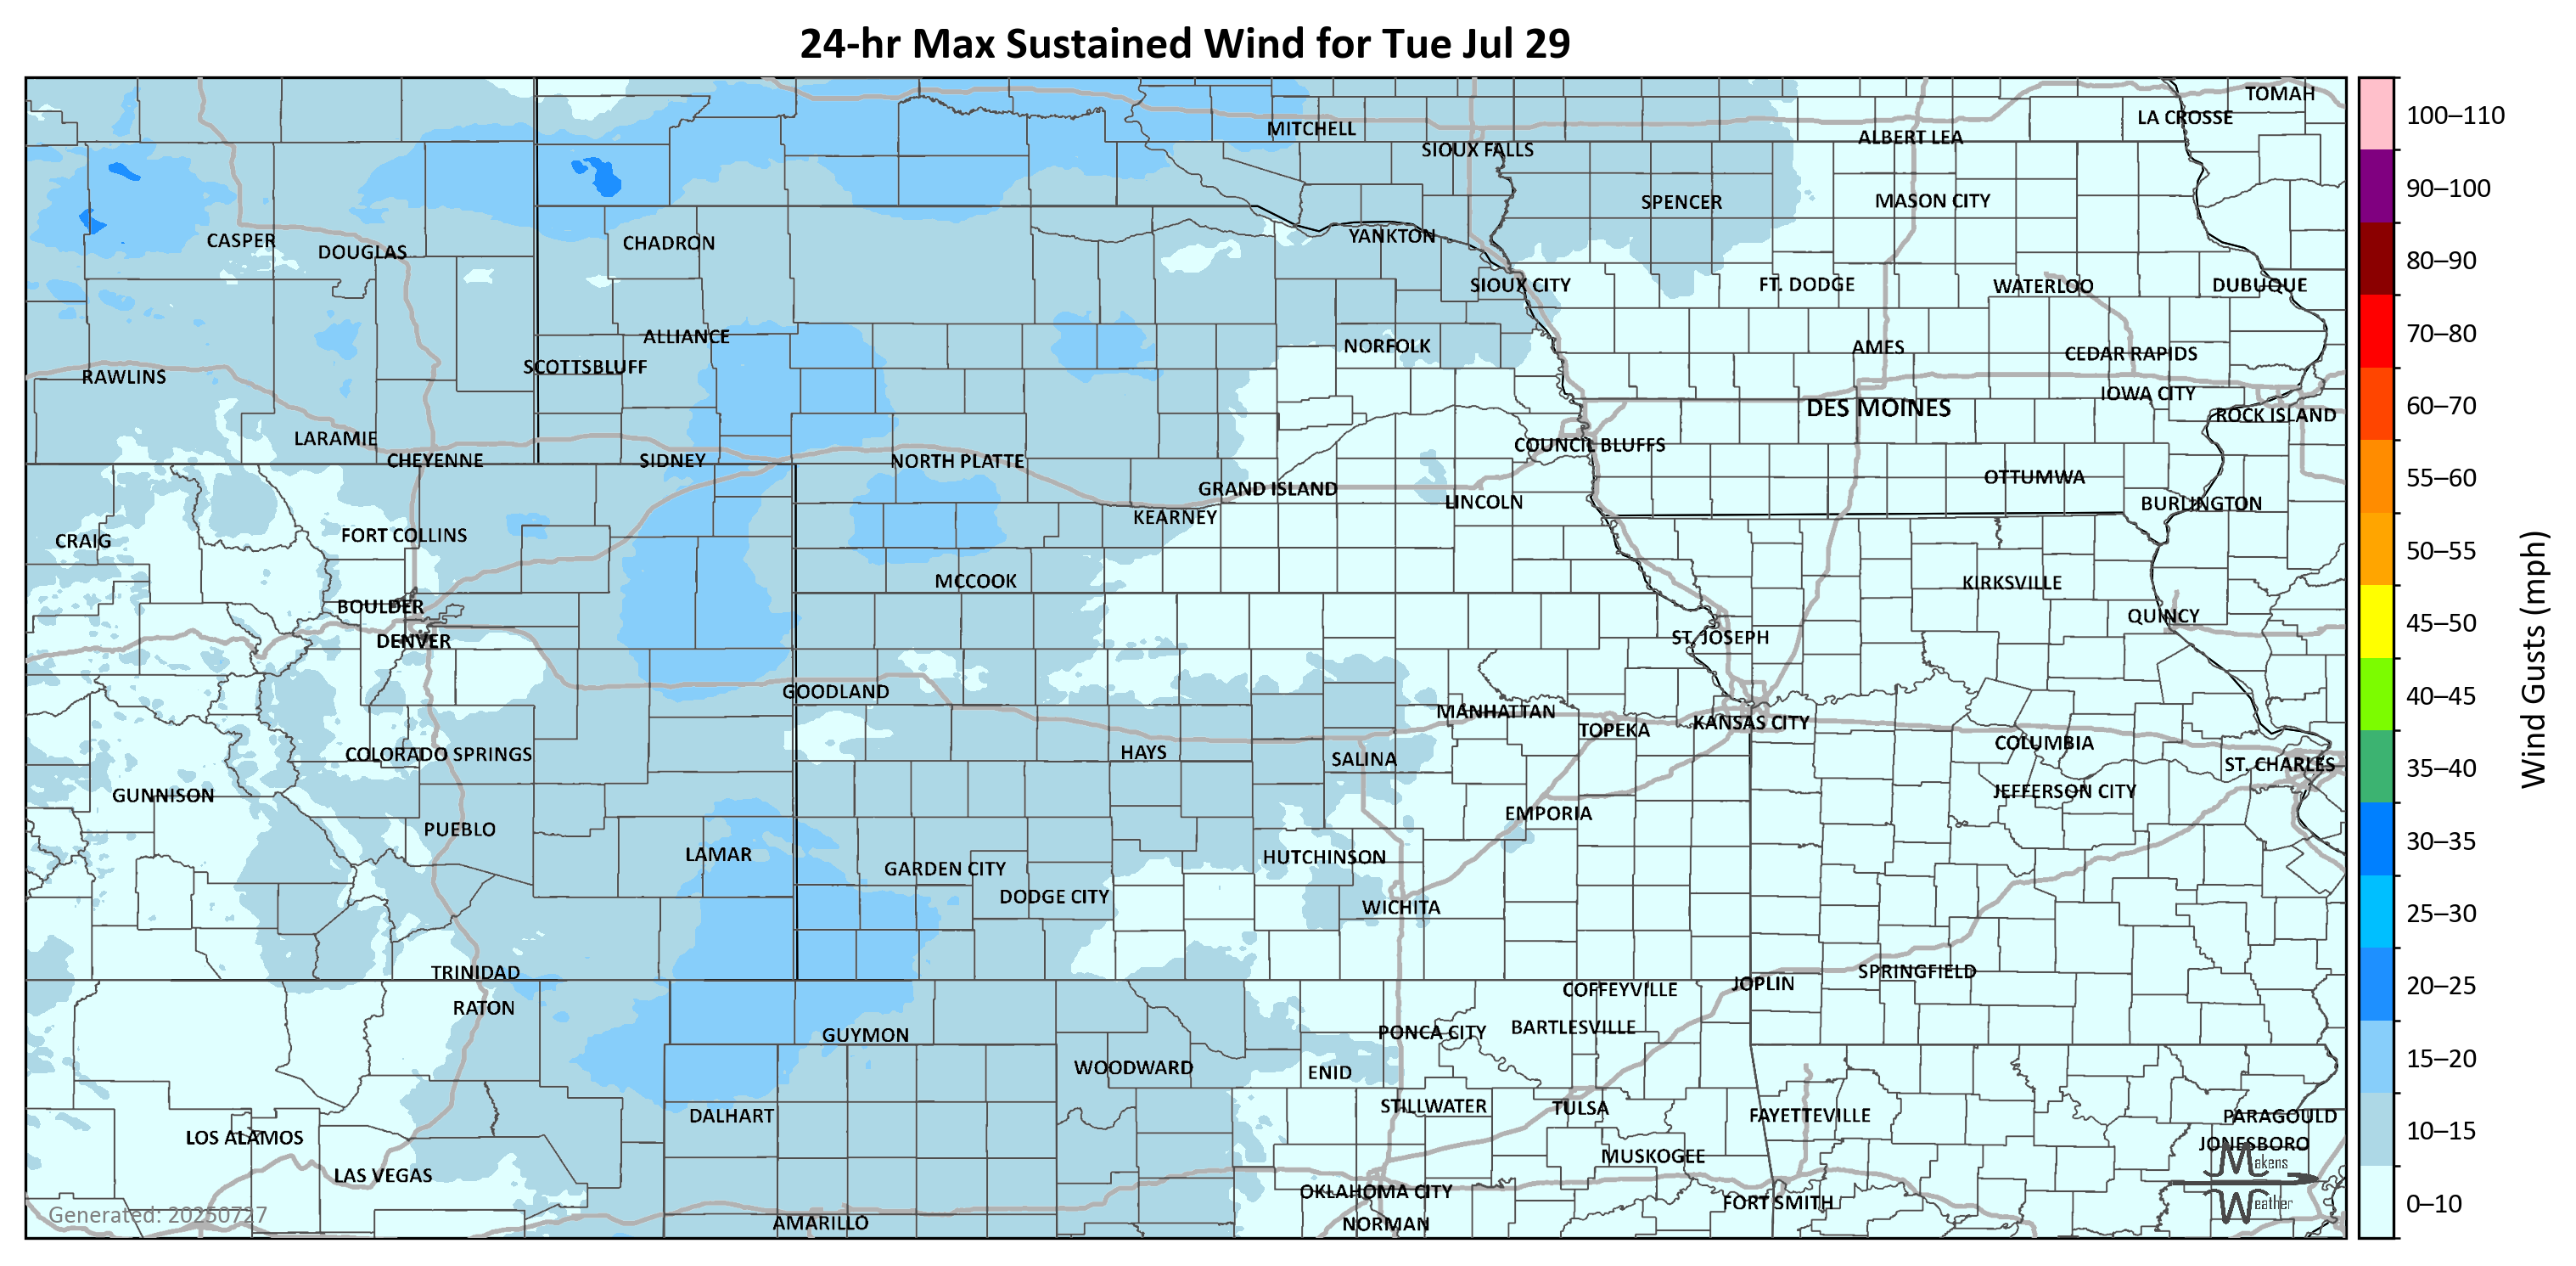 24-hr Max Sustained Wind for Tue Jul 29
TOMAH
LA CROSSE
MITCHELL
ALBERT LEA
SIOUX FALLS
SPENCER
MASON CITY
CASPER
DOUGLAS
CHADRON
YANKTON
SIOUX CITY
FT. DODGE
WATERLOO
DUBUQUE
ALLIANCE
NORFOLK
AMES
CEDAR RAPIDS
SCOTTSBLUFF
RAWLINS
IOWA CITY
DES MOINES
ROCK ISLAND
LARAMIE
COUNCIL BLUFFS
CHEYENNE
SIDNEY
NORTH PLATTE
OTTUMWA
GRAND ISLAND
LINCOLN
BURLINGTON
KEARNEY
CRAIG
FORT COLLINS
MCCOOK
KIRKSVILLE
BOULDER
QUINCY
DENVER
ST. JOSEPH
GOODLAND
MANHATTAN
TOPEKA
KANSAS CITY
COLORADO SPRINGS
HAYS
SALINA
COLUMBIA
ST. CHARLES
GUNNISON
JEFFERSON CITY
EMPORIA
PUEBLO
LAMAR
HUTCHINSON
GARDEN CITY
DODGE CITY
WICHITA
TRINIDAD
SPRINGFIELD
JOPLIN
COFFEYVILLE
RATON
GUYMON
PONCA CITY
BARTLESVILLE
WOODWARD
ENID
STILLWATER
TULSA
DALHART
FAYETTEVILLE
PARAGOULD
LOS ALAMOS
JONESBORO
MUSKOGEE
LAS VEGAS
OKLAHOMA CITY
FORT SMITH
AMARILLO
NORMAN
Generated: 20250727
Makens
Weather
100–110
90–100
80–90
70–80
60–70
55–60
50–55
45–50
40–45
35–40
30–35
25–30
20–25
15–20
10–15
0–10
Wind Gusts (mph)